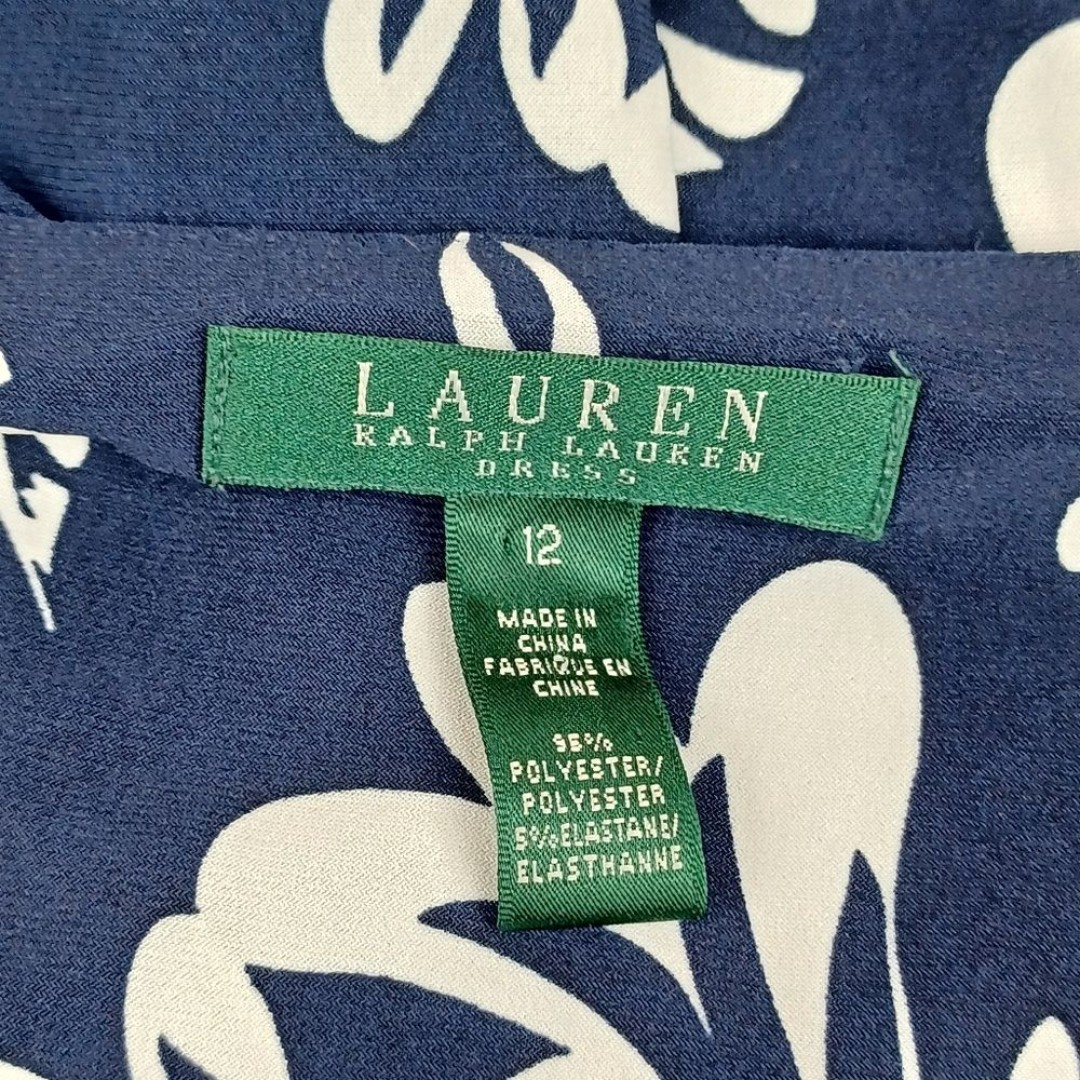 LAUREN
RALPH LAUREN
DRESS
12
MADE IN
CHINA
FABRIQUE EN
CHINE
95%
POLYESTER/
POLYESTER
5% ELASTANE/
ELASTHANNE